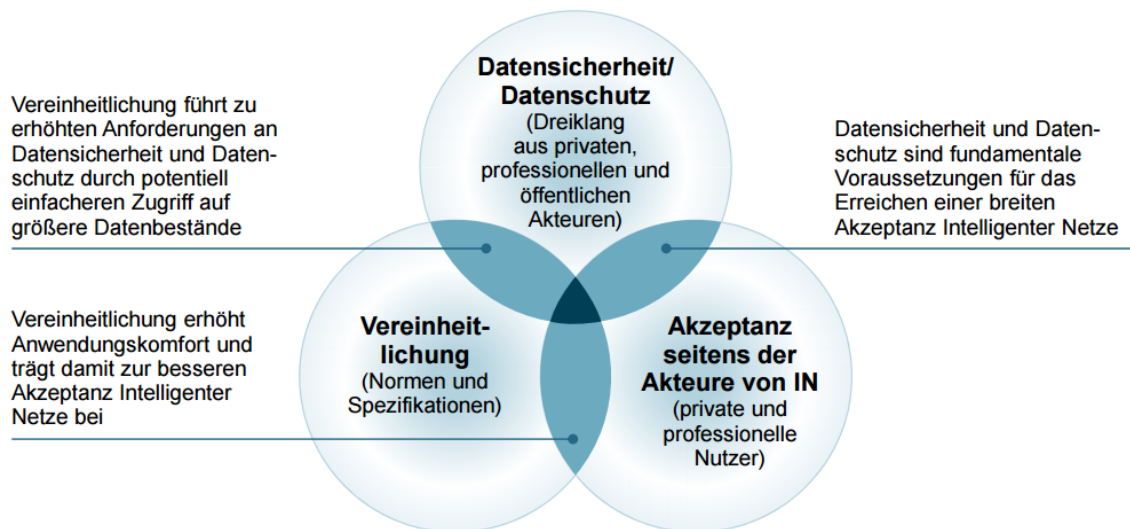 Datensicherheit/
Datenschutz
(Dreiklang
aus privaten,
professionellen und
öffentlichen
Akteuren)
Vereinheitlichung führt zu
erhöhten Anforderungen an
Datensicherheit und Daten-
schutz durch potentiell
einfacheren Zugriff auf
größere Datenbestände
Datensicherheit und Daten-
schutz sind fundamentale
Voraussetzungen für das
Erreichen einer breiten
Akzeptanz Intelligenter Netze
Vereinheitlichung erhöht
Anwendungskomfort und
trägt damit zur besseren
Akzeptanz Intelligenter
Netze bei
Vereinheit-
lichung
(Normen und
Spezifikationen)
Akzeptanz
seitens der
Akteure von IN
(private und
professionelle
Nutzer)